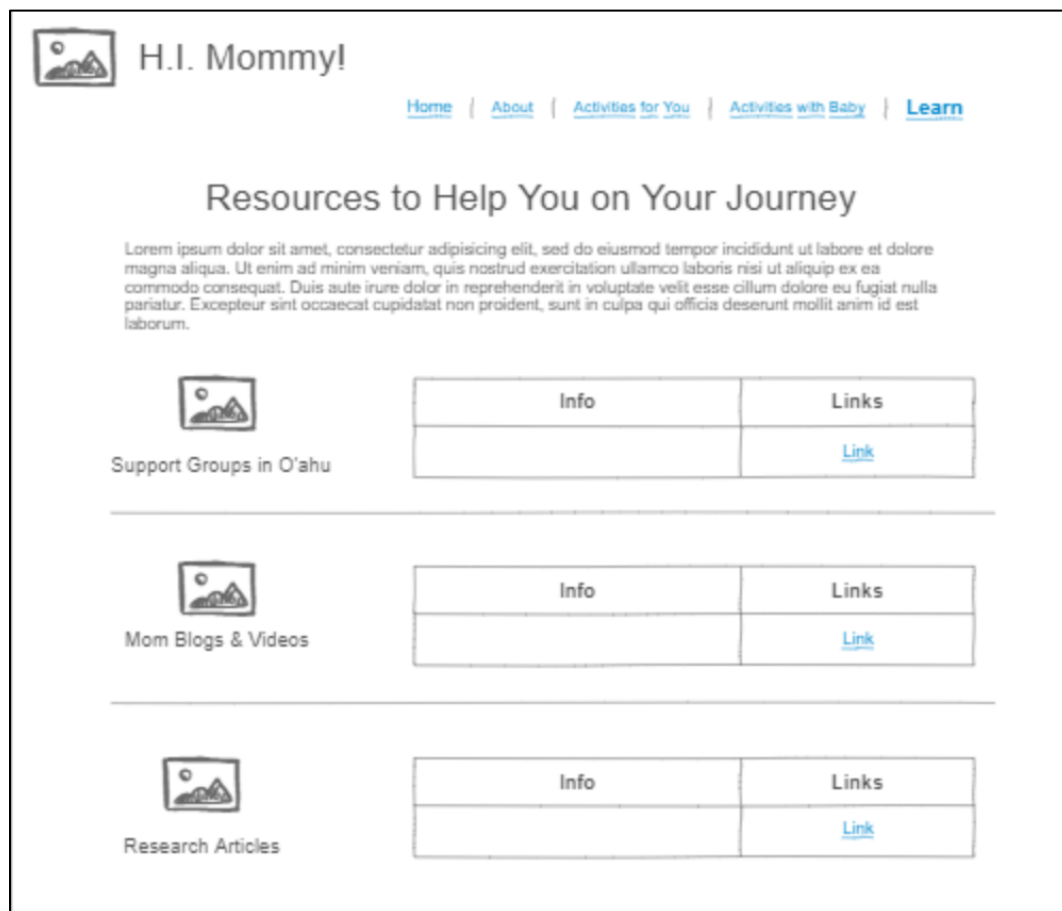 H.I. Mommy!
Home | About | Activities for You | Activities with Baby | Learn
Resources to Help You on Your Journey
Lorem ipsum dolor sit amet, consectetur adipisicing elit, sed do eiusmod tempor incididunt ut labore et dolore
magna aliqua. Ut enim ad minim veniam, quis nostrud exercitation ullamco laboris nisi ut aliquip ex ea
commodo consequat. Duis aute irure dolor in reprehenderit in voluptate velit esse cillum dolore eu fugiat nulla
pariatur. Excepteur sint occaecat cupidatat non proident, sunt in culpa qui officia deserunt mollit anim id est
laborum.
Info Links
Link
Support Groups in O'ahu
Info Links
Link
Mom Blogs & Videos
Info Links
Link
Research Articles